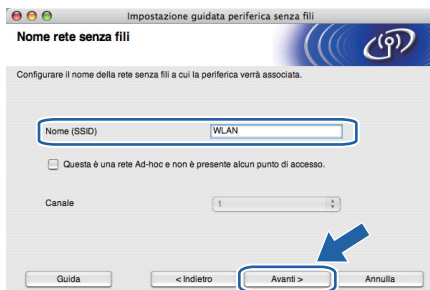 Impostazione guidata periferica senza fili
Nome rete senza fili
Configurare il nome della rete senza fili a cui la periferica verrà associata.
Nome (SSID) WLAN
Questa è una rete Ad-hoc e non è presente alcun punto di accesso.
Canale 1
Guida < Indietro Avanti > Annulla